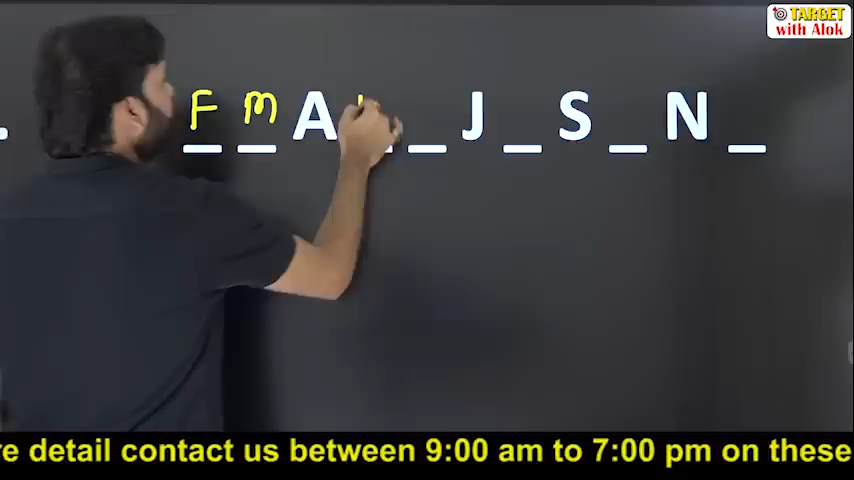 TARGET
with Alok
F M A _ _ J _ S _ N _
re detail contact us between 9:00 am to 7:00 pm on these